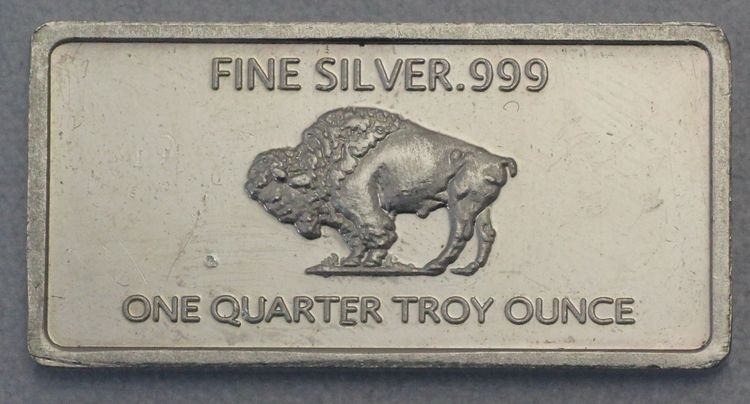 FINE SILVER.999
ONE QUARTER TROY OUNCE